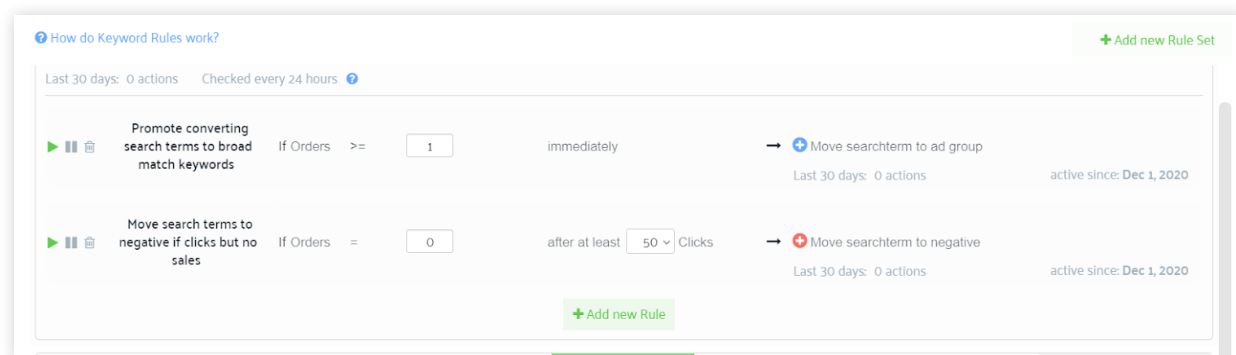 How do Keyword Rules work?
Add new Rule Set
Last 30 days: 0 actions Checked every 24 hours
Promote converting
search terms to broad
match keywords
If Orders >= 1 immediately → Move searchterm to ad group
Last 30 days: 0 actions active since: Dec 1, 2020
Move search terms to
negative if clicks but no
sales
If Orders = 0 after at least 50 Clicks → Move searchterm to negative
Last 30 days: 0 actions active since: Dec 1, 2020
Add new Rule